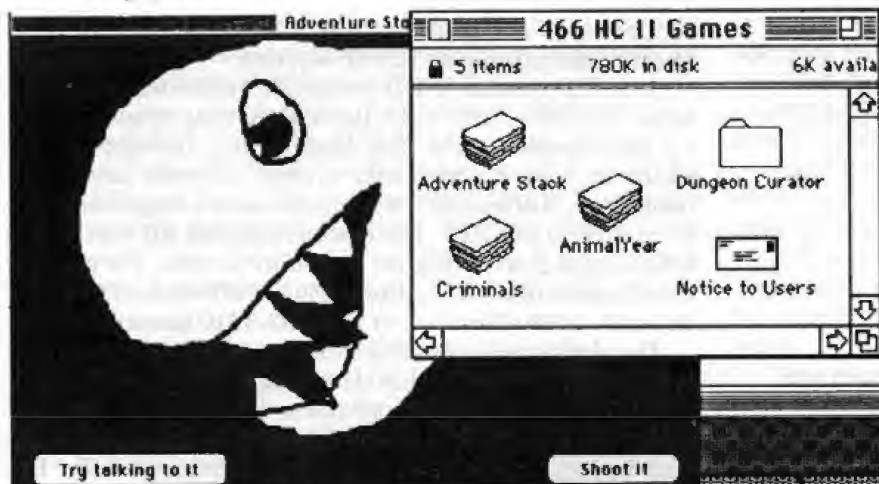 Adventure Sta
466 HC II Games
5 items 780K in disk 6K availa
Adventure Stack
Dungeon Curator
AnimalYear
Criminals
Notice to Users
Try talking to it
Shoot it